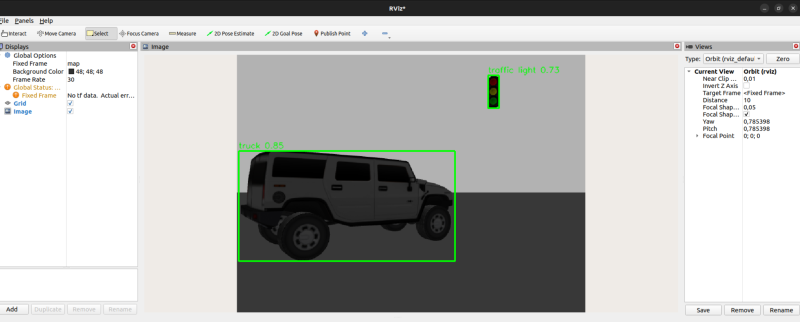 RViz*
File Panels Help
Interact Move Camera Select Focus Camera Measure 2D Pose Estimate 2D Goal Pose Publish Point
Displays
Global Options
Fixed Frame map
Background Color 48; 48; 48
Frame Rate 30
Global Status: ...
Fixed Frame No tf data. Actual err...
Grid
Image
Add Duplicate Remove Rename
Image
traffic light 0.73
Views
Type: Orbit (rviz_defau Zero
Current View Orbit (rviz)
Near Clip ... 0,01
Invert Z Axis
Target Frame <Fixed Frame>
Distance 10
Focal Shap... 0,05
Focal Shap...
Yaw 0,785398
Pitch 0,785398
Focal Point 0; 0; 0
Save Remove Rename